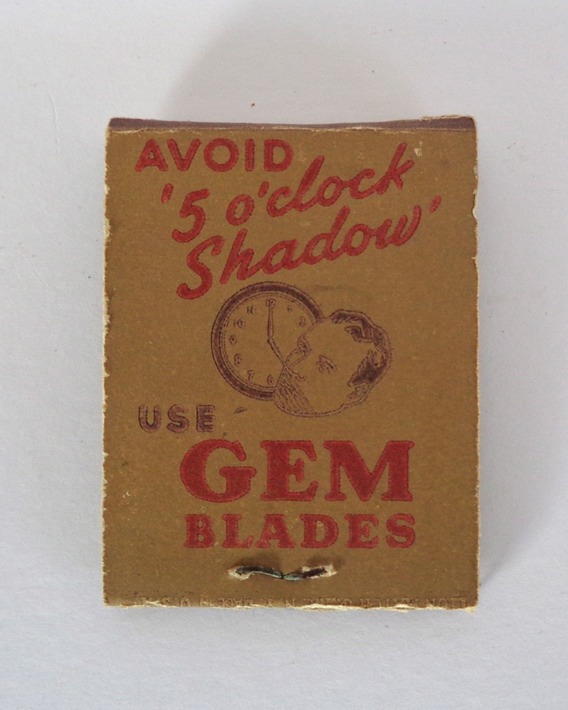 AVOID
'5 o'clock
Shadow'
USE
GEM
BLADES